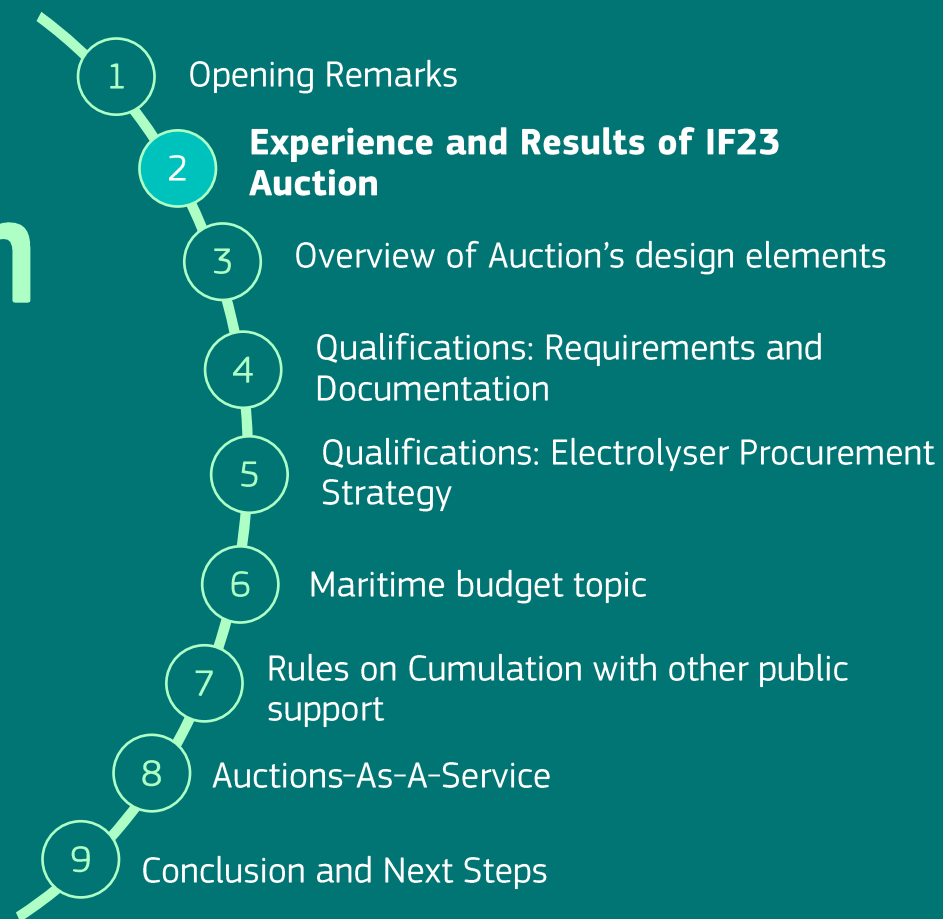 1 Opening Remarks
2 Experience and Results of IF23
Auction
3 Overview of Auction's design elements
4 Qualifications: Requirements and
Documentation
5 Qualifications: Electrolyser Procurement
Strategy
6 Maritime budget topic
7 Rules on Cumulation with other public
support
8 Auctions-As-A-Service
9 Conclusion and Next Steps